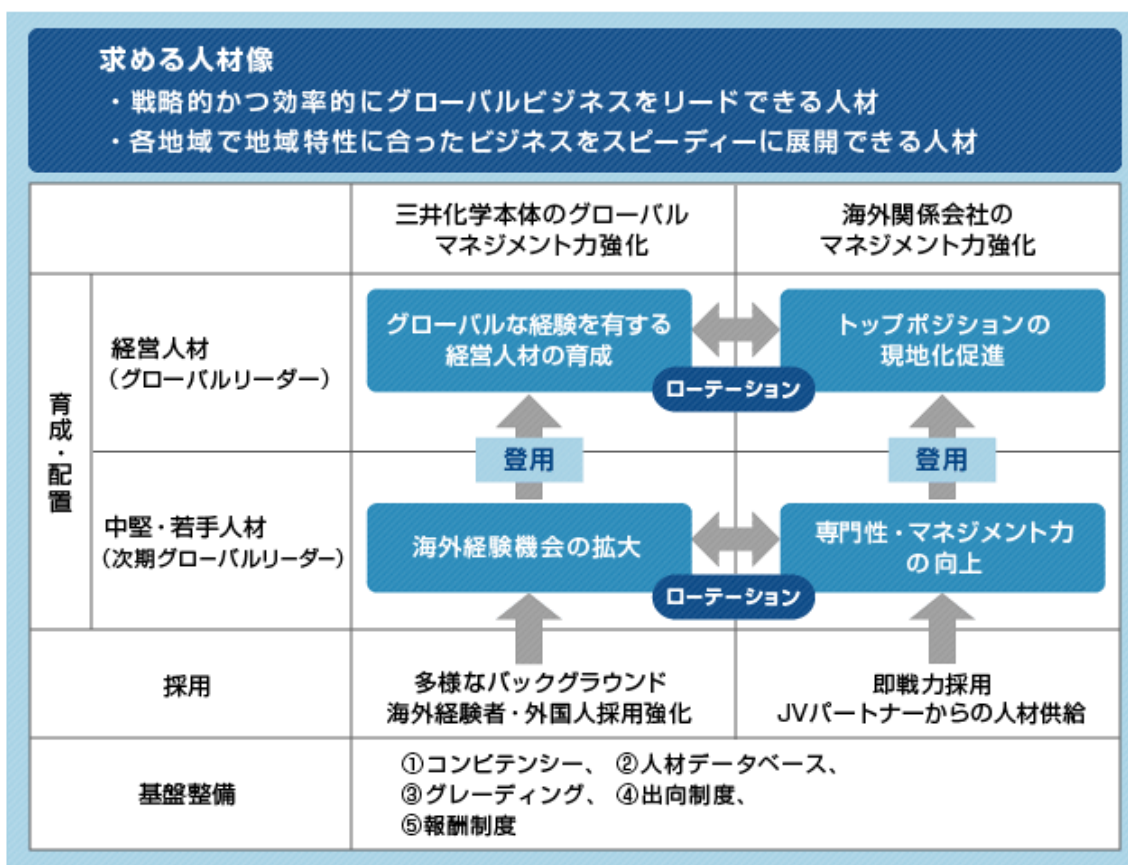 求める人材像
・戦略的かつ効率的にグローバルビジネスをリードできる人材
・各地域で地域特性に合ったビジネスをスピーディーに展開できる人材
三井化学本体のグローバル
マネジメント力強化
海外関係会社の
マネジメント力強化
育成・配置
経営人材
（グローバルリーダー）
グローバルな経験を有する
経営人材の育成
トップポジションの
現地化促進
ローテーション
登用
登用
中堅・若手人材
（次期グローバルリーダー）
海外経験機会の拡大
専門性・マネジメント力
の向上
ローテーション
採用
多様なバックグラウンド
海外経験者・外国人採用強化
即戦力採用
JVパートナーからの人材供給
基盤整備
①コンピテンシー、 ②人材データベース、
③グレーディング、 ④出向制度、
⑤報酬制度